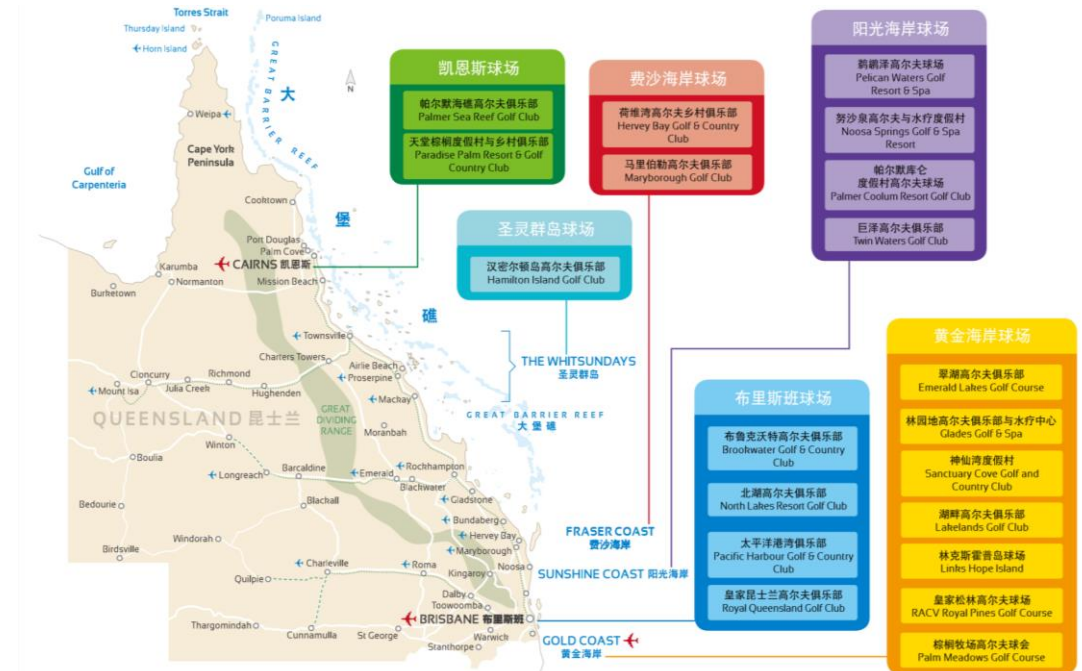 Torres Strait
Thursday Island
Horn Island
Poruma Island
GREAT BARRIER REEF
大
堡
礁
N
Weipa
Cape York
Peninsula
Gulf of
Carpenteria
Cooktown
Port Douglas
Palm Cove
CAIRNS 凯恩斯
Mission Beach
Karumba
Normanton
Burketown
Townsville
Charters Towers
Airlie Beach
Proserpine
THE WHITSUNDAYS
圣灵群岛
Cloncurry
Mount Isa
Julia Creek
Richmond
Hughenden
Mackay
GREAT BARRIER REEF
大堡礁
QUEENSLAND 昆士兰
GREAT
DIVIDING
RANGE
Moranbah
Winton
Boulia
Longreach
Barcaldine
Emerald
Rockhampton
Blackwater
Gladstone
Bedourie
Blackall
Bundaberg
Hervey Bay
Maryborough
FRASER COAST
费沙海岸
Windorah
Birdsville
Charleville
Roma
Kingaroy
Noosa
SUNSHINE COAST 阳光海岸
Quilpie
Dalby
Toowoomba
BRISBANE 布里斯班
Thargomindah
Cunnamulla
St George
Warwick
Stanthorpe
GOLD COAST
黄金海岸
凯恩斯球场
帕尔默海礁高尔夫俱乐部
Palmer Sea Reef Golf Club
天堂棕榈度假村与乡村俱乐部
Paradise Palm Resort & Golf
Country Club
费沙海岸球场
荷维湾高尔夫乡村俱乐部
Hervey Bay Golf & Country
Club
马里伯勒高尔夫俱乐部
Maryborough Golf Club
圣灵群岛球场
汉密尔顿岛高尔夫俱乐部
Hamilton Island Golf Club
阳光海岸球场
鹈鹕泽高尔夫球场
Pelican Waters Golf
Resort & Spa
努沙泉高尔夫与水疗度假村
Noosa Springs Golf & Spa
Resort
帕尔默库仑
度假村高尔夫球场
Palmer Coolum Resort Golf Club
巨泽高尔夫俱乐部
Twin Waters Golf Club
布里斯班球场
布鲁克沃特高尔夫俱乐部
Brookwater Golf & Country
Club
北湖高尔夫俱乐部
North Lakes Resort Golf Club
太平洋港湾俱乐部
Pacific Harbour Golf & Country
Club
皇家昆士兰高尔夫俱乐部
Royal Queensland Golf Club
黄金海岸球场
翠湖高尔夫俱乐部
Emerald Lakes Golf Course
林园地高尔夫俱乐部与水疗中心
Glades Golf & Spa
神仙湾度假村
Sanctuary Cove Golf and
Country Club
湖畔高尔夫俱乐部
Lakelands Golf Club
林克斯霍普岛球场
Links Hope Island
皇家松林高尔夫球场
RACV Royal Pines Golf Course
棕榈牧场高尔夫球会
Palm Meadows Golf Course